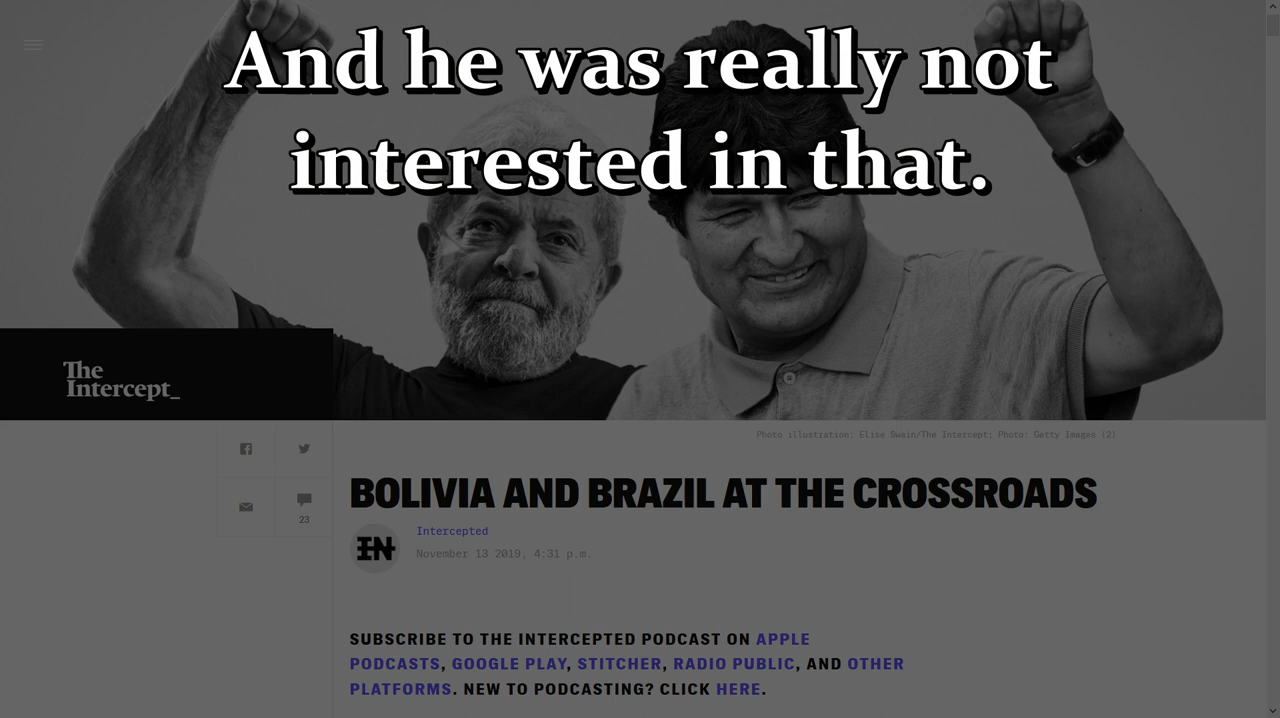 And he was really not
interested in that.
The
Intercept_
Photo illustration: Elise Swain/The Intercept; Photo: Getty Images (2)
23
BOLIVIA AND BRAZIL AT THE CROSSROADS
IN
Intercepted
November 13 2019, 4:31 p.m.
SUBSCRIBE TO THE INTERCEPTED PODCAST ON APPLE
PODCASTS, GOOGLE PLAY, STITCHER, RADIO PUBLIC, AND OTHER
PLATFORMS. NEW TO PODCASTING? CLICK HERE.